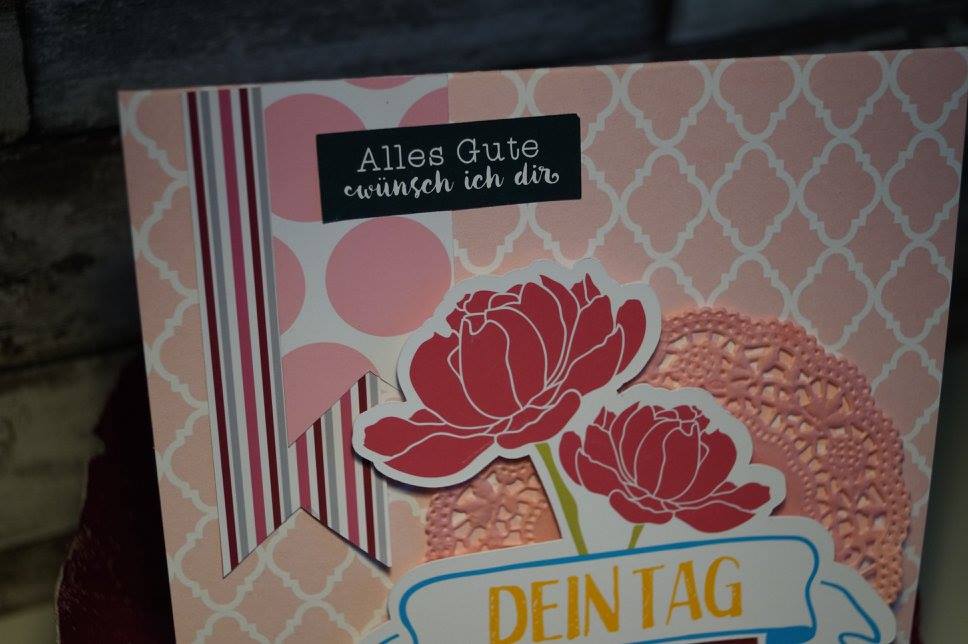 Alles Gute
wünsch ich dir
DEIN TAG